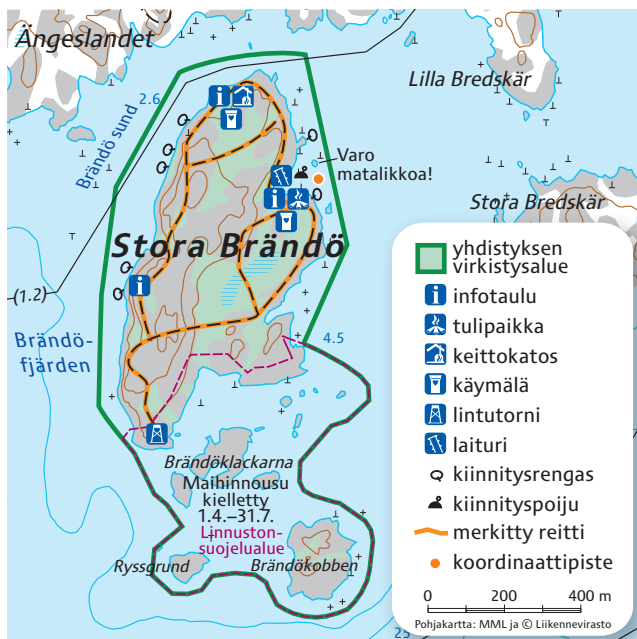 Ängeslandet
Lilla Bredskär
2.6
Brändö sund
Varo
matalikkoa!
Stora Bredskär
Stora Brändö
(1.2)
Brändö-
fjärden
4.5
Brändöklackarna
Maihinnousu
kielletty
1.4.–31.7.
Linnuston-
suojelualue
Ryssgrund
Brändökobben
25
yhdistyksen
virkistysalue
infotaulu
tulipaikka
keittokatos
käymälä
lintutorni
laituri
kiinnitysrengas
kiinnityspoiju
merkitty reitti
koordinaattipiste
0 200 400 m
Pohjakartta: MML ja © Liikennevirasto